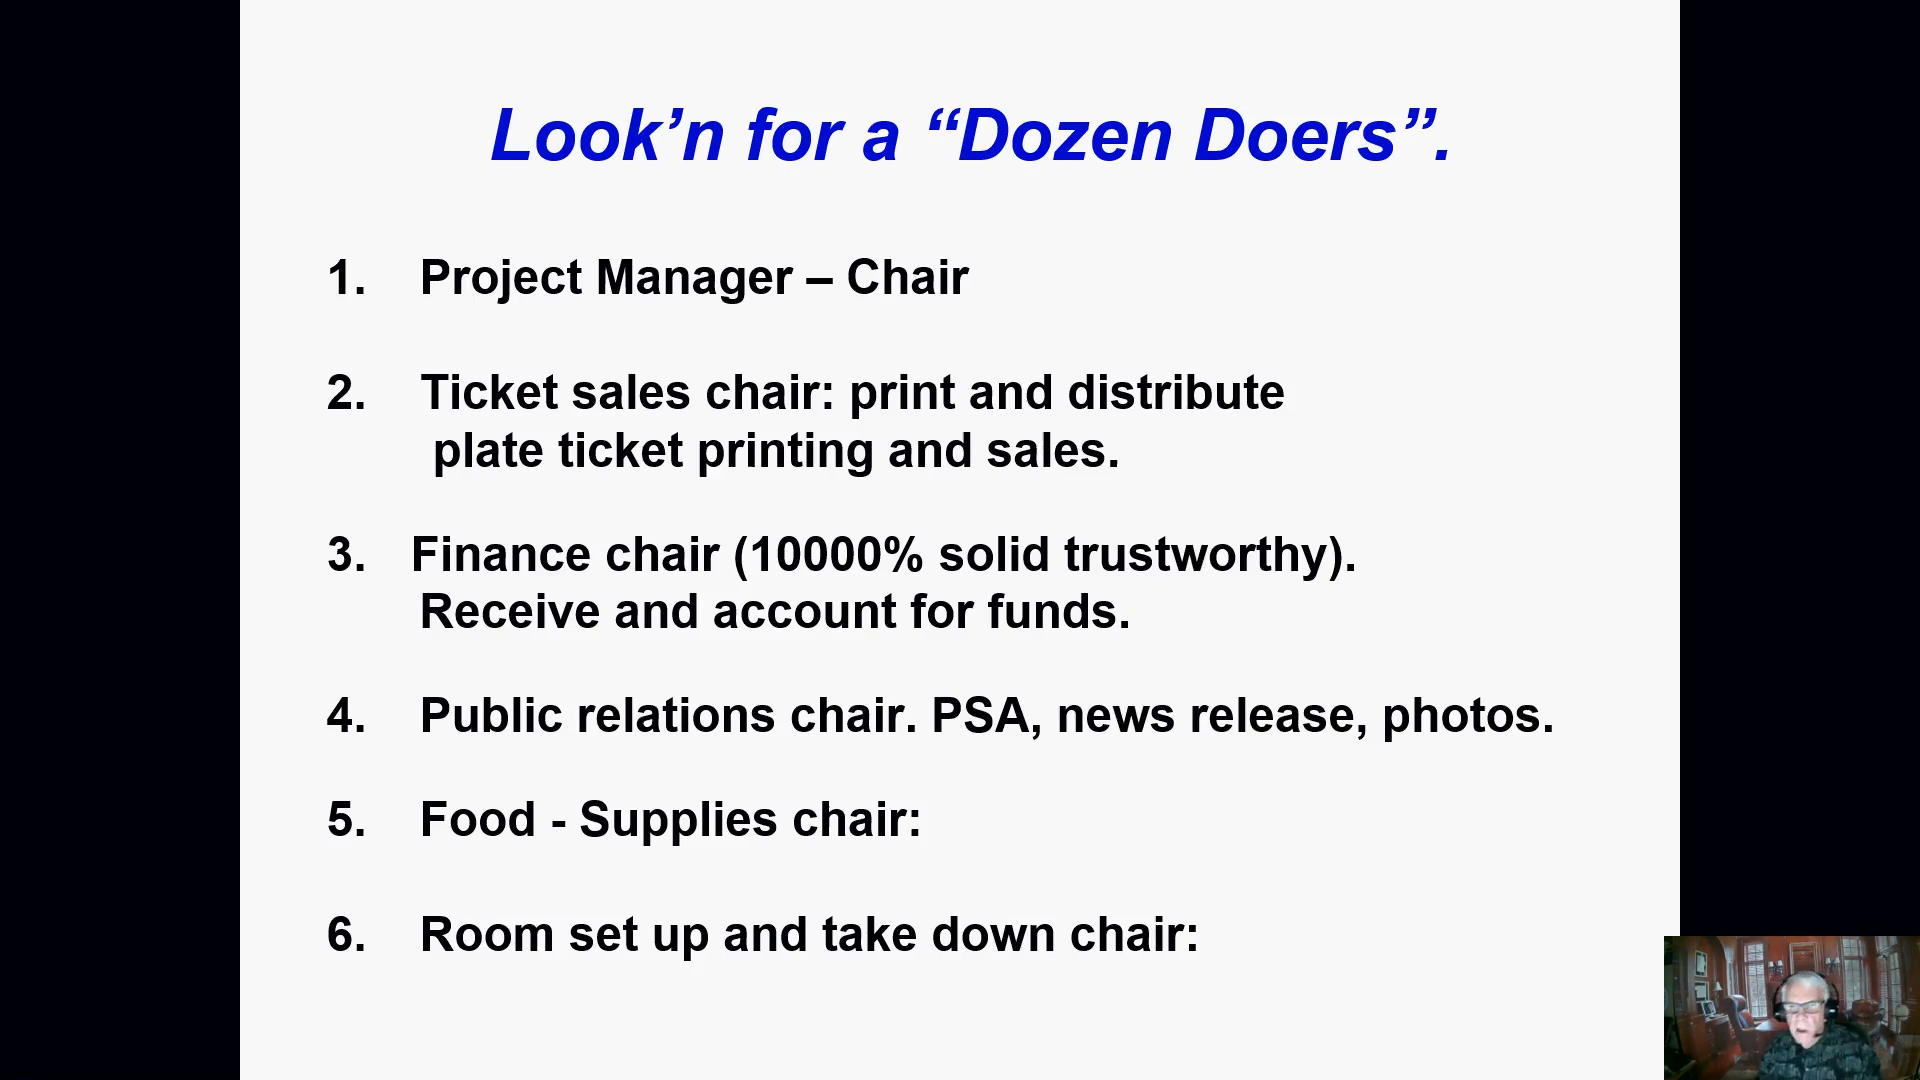 Look’n for a “Dozen Doers”.
1. Project Manager – Chair
2. Ticket sales chair: print and distribute
plate ticket printing and sales.
3. Finance chair (10000% solid trustworthy).
Receive and account for funds.
4. Public relations chair. PSA, news release, photos.
5. Food - Supplies chair:
6. Room set up and take down chair: